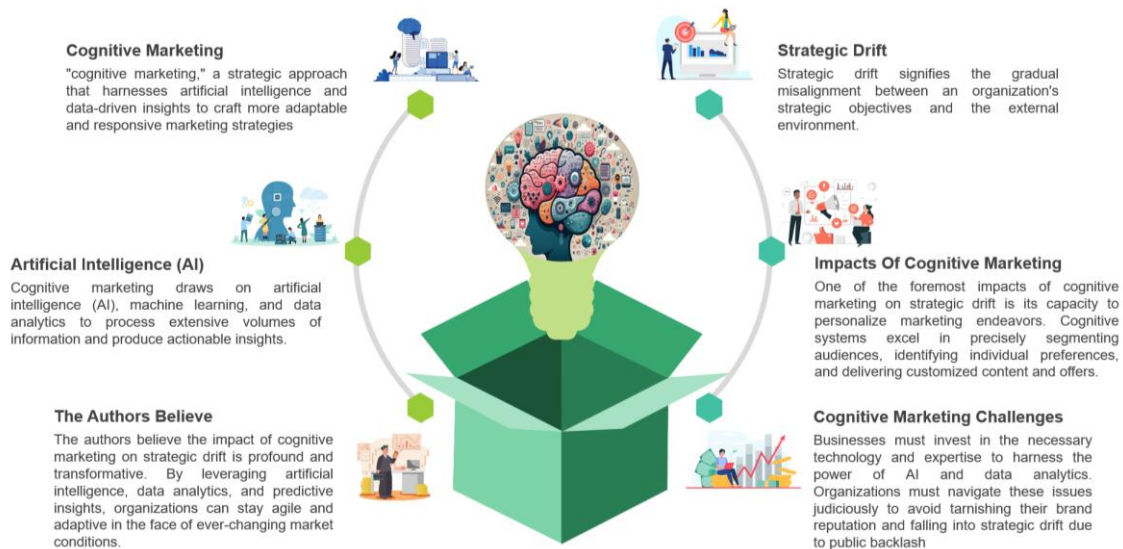 Cognitive Marketing
"cognitive marketing," a strategic approach
that harnesses artificial intelligence and
data-driven insights to craft more adaptable
and responsive marketing strategies
Artificial Intelligence (AI)
Cognitive marketing draws on artificial
intelligence (AI), machine learning, and data
analytics to process extensive volumes of
information and produce actionable insights.
The Authors Believe
The authors believe the impact of cognitive
marketing on strategic drift is profound and
transformative. By leveraging artificial
intelligence, data analytics, and predictive
insights, organizations can stay agile and
adaptive in the face of ever-changing market
conditions.
Strategic Drift
Strategic drift signifies the gradual
misalignment between an organization's
strategic objectives and the external
environment.
Impacts Of Cognitive Marketing
One of the foremost impacts of cognitive
marketing on strategic drift is its capacity to
personalize marketing endeavors. Cognitive
systems excel in precisely segmenting
audiences, identifying individual preferences,
and delivering customized content and offers.
Cognitive Marketing Challenges
Businesses must invest in the necessary
technology and expertise to harness the
power of AI and data analytics.
Organizations must navigate these issues
judiciously to avoid tarnishing their brand
reputation and falling into strategic drift due
to public backlash